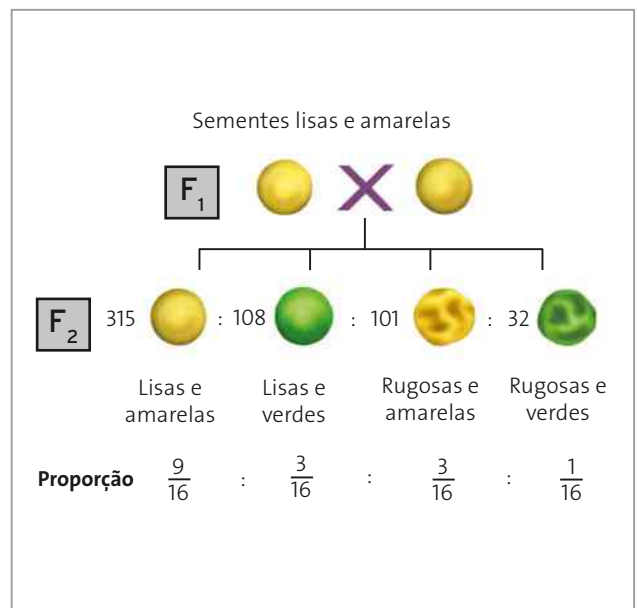 Sementes lisas e amarelas
F1
F2 315 : 108 : 101 : 32
Lisas e amarelas
Lisas e verdes
Rugosas e amarelas
Rugosas e verdes
Proporção 9/16 : 3/16 : 3/16 : 1/16